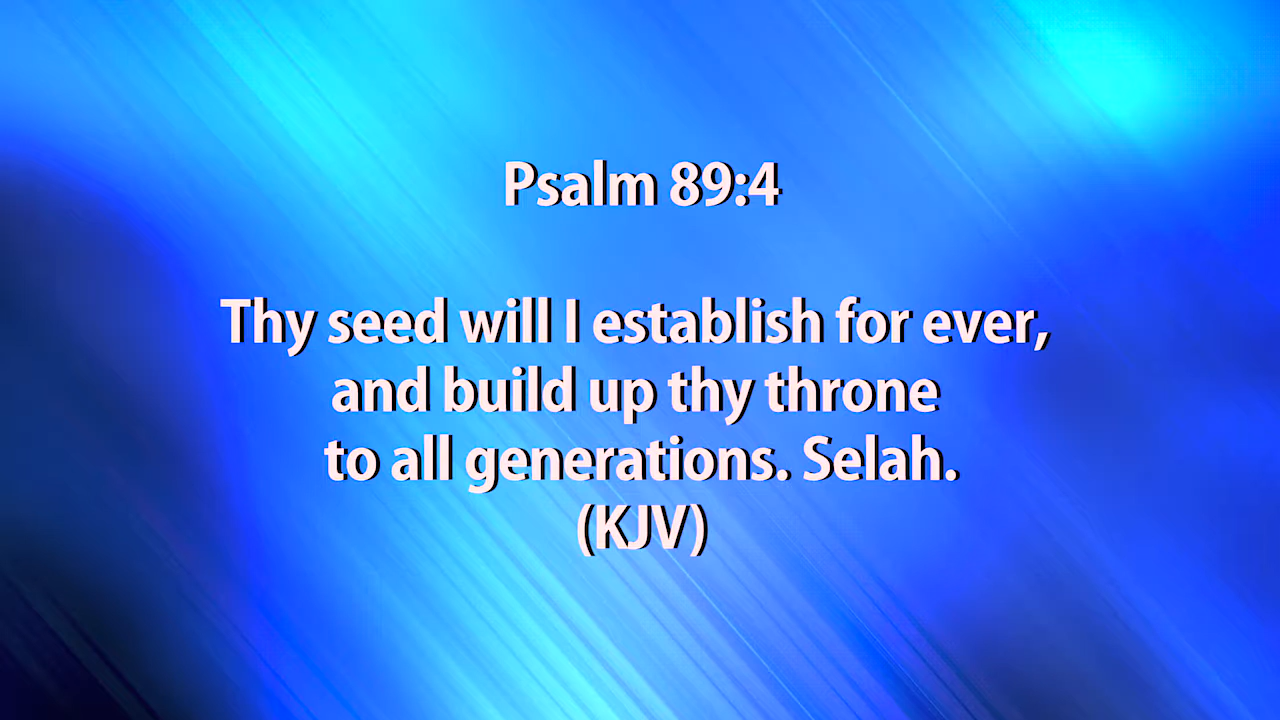 Psalm 89:4
Thy seed will I establish for ever,
and build up thy throne
to all generations. Selah.
(KJV)